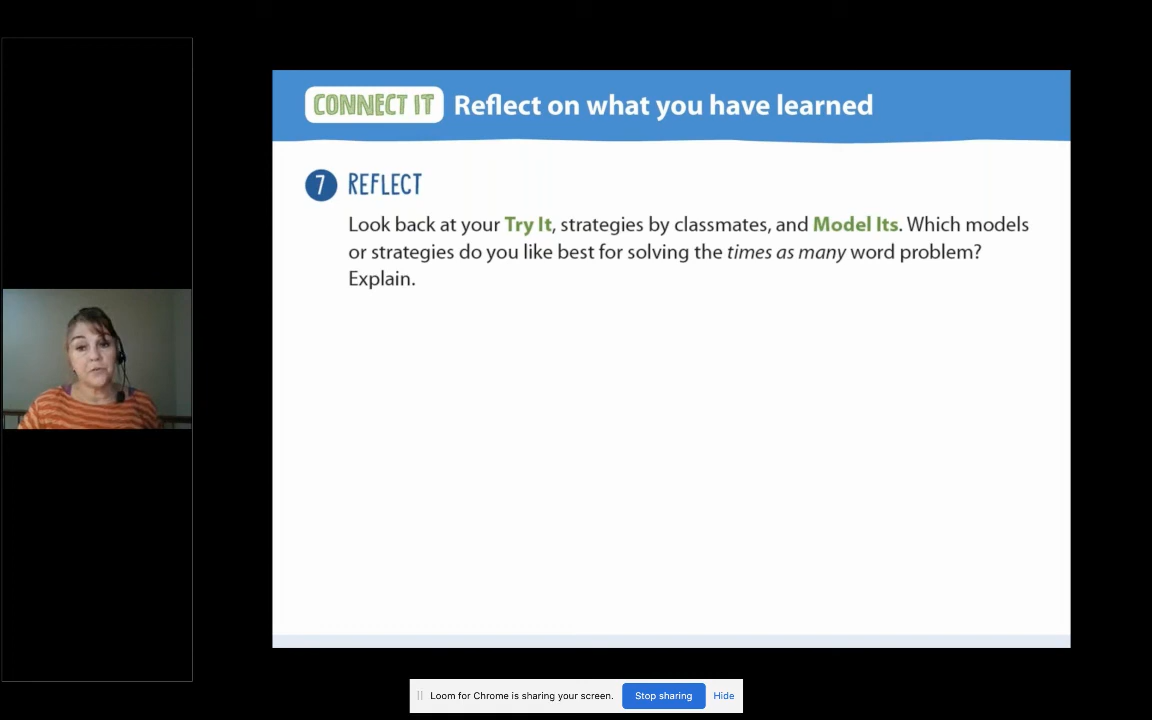 CONNECT IT Reflect on what you have learned
7 REFLECT
Look back at your Try It, strategies by classmates, and Model Its. Which models
or strategies do you like best for solving the times as many word problem?
Explain.
Loom for Chrome is sharing your screen. Stop sharing Hide